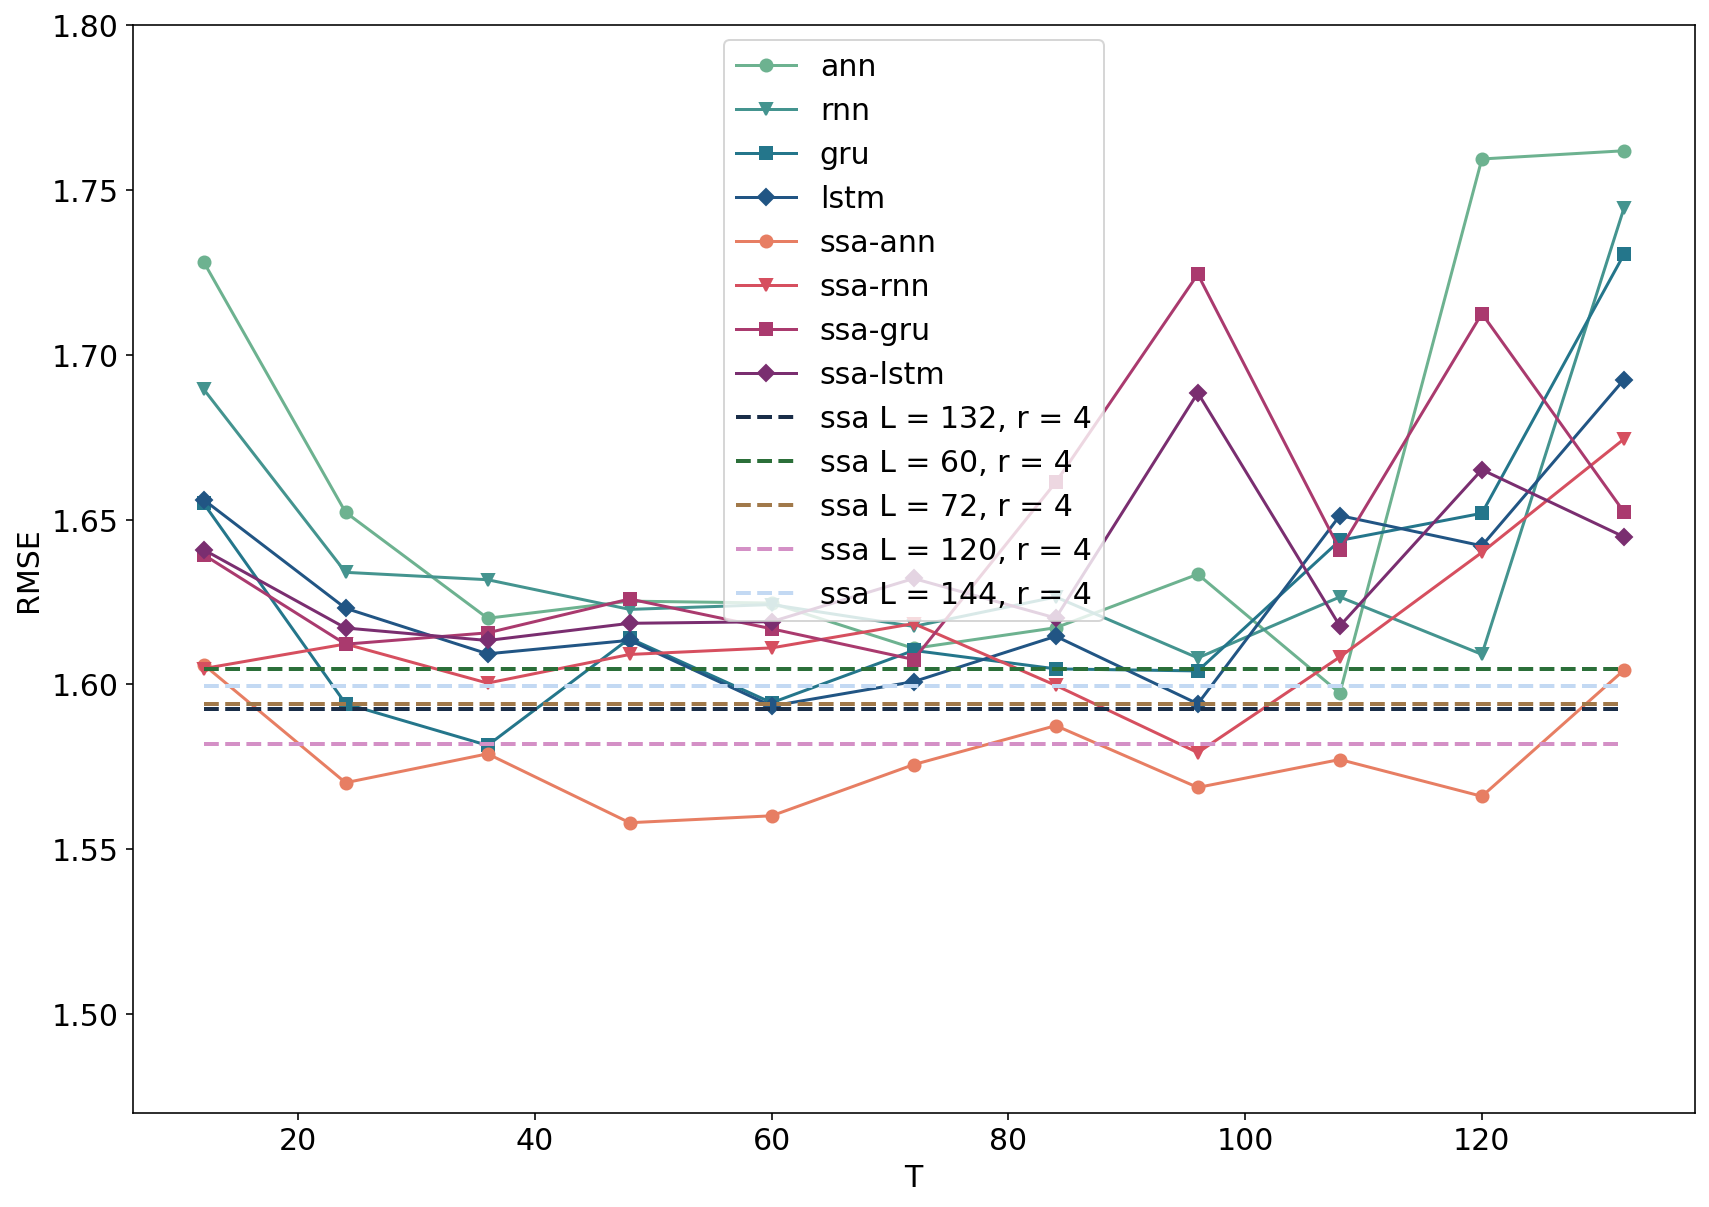 1.80
1.75
1.70
1.65
1.60
1.55
1.50
RMSE
ann
rnn
gru
lstm
ssa-ann
ssa-rnn
ssa-gru
ssa-lstm
ssa L = 132, r = 4
ssa L = 60, r = 4
ssa L = 72, r = 4
ssa L = 120, r = 4
ssa L = 144, r = 4
20 40 60 80 100 120
T